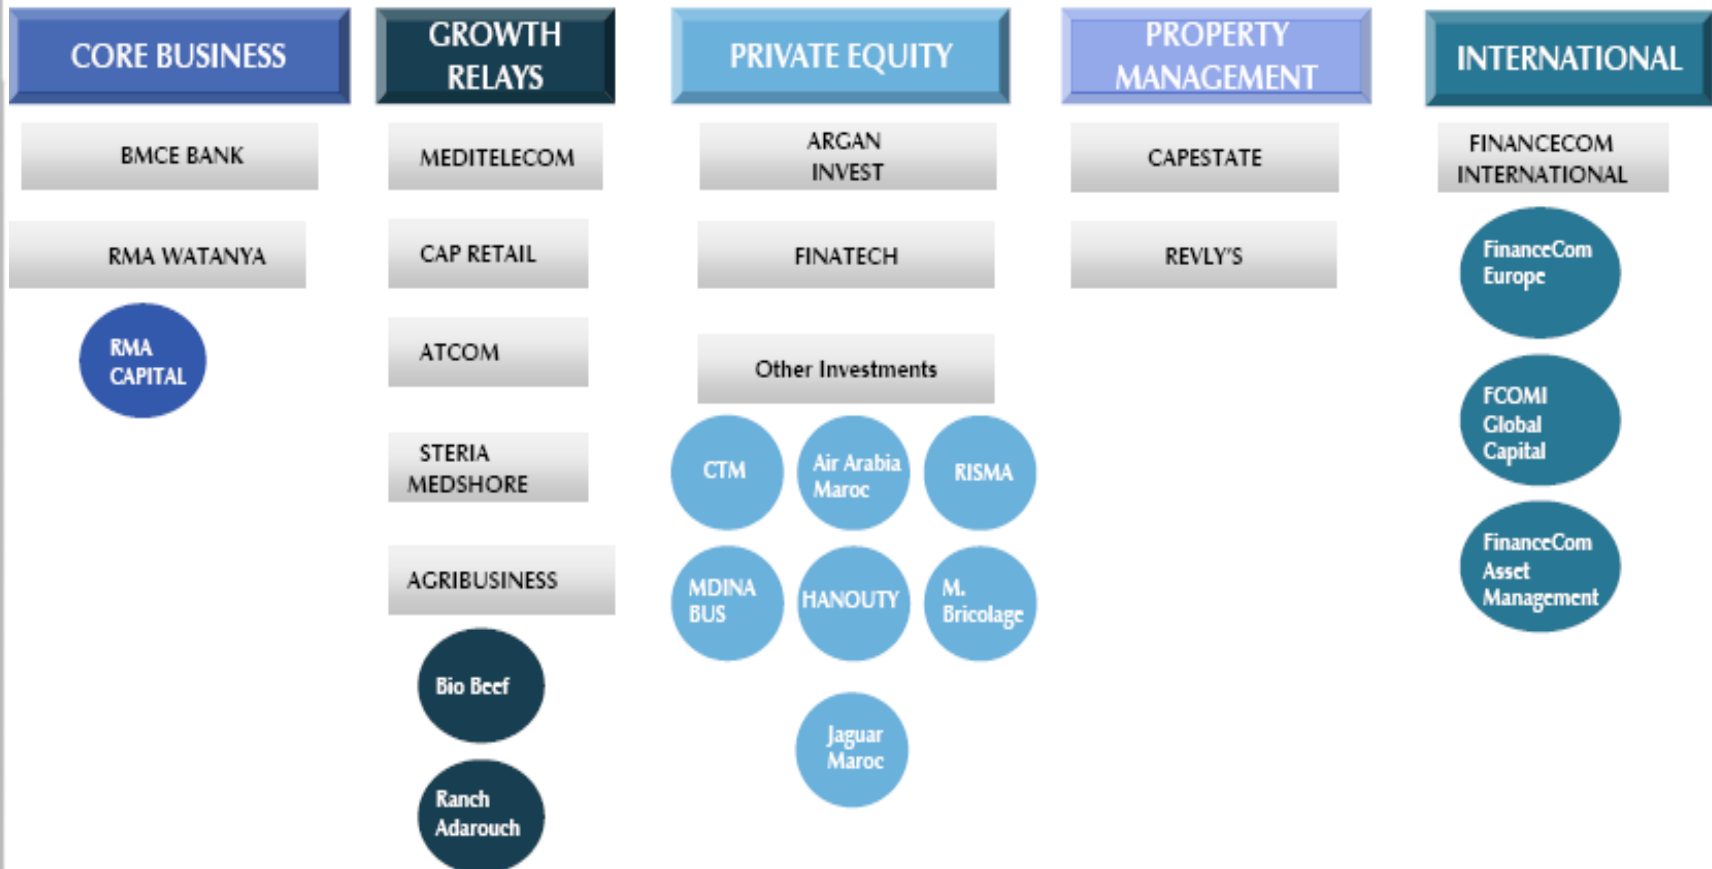 CORE BUSINESS
BMCE BANK
RMA WATANYA
RMA
CAPITAL
GROWTH
RELAYS
MEDITELECOM
CAP RETAIL
ATCOM
STERIA
MEDSHORE
AGRIBUSINESS
Bio Beef
Ranch
Adarouch
PRIVATE EQUITY
ARGAN
INVEST
FINATECH
Other Investments
CTM
Air Arabia
Maroc
RISMA
MDINA
BUS
HANOUTY
M.
Bricolage
Jaguar
Maroc
PROPERTY
MANAGEMENT
CAPESTATE
REVLY'S
INTERNATIONAL
FINANCECOM
INTERNATIONAL
FinanceCom
Europe
FCOMI
Global
Capital
FinanceCom
Asset
Management